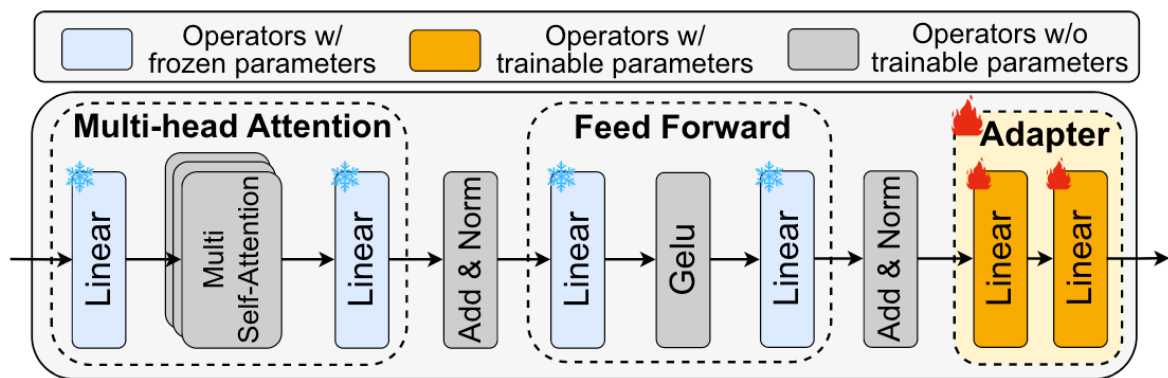 Operators w/
frozen parameters
Operators w/
trainable parameters
Operators w/o
trainable parameters
Multi-head Attention
Linear
Multi
Self-Attention
Linear
Add & Norm
Feed Forward
Linear
Gelu
Linear
Add & Norm
Adapter
Linear
Linear